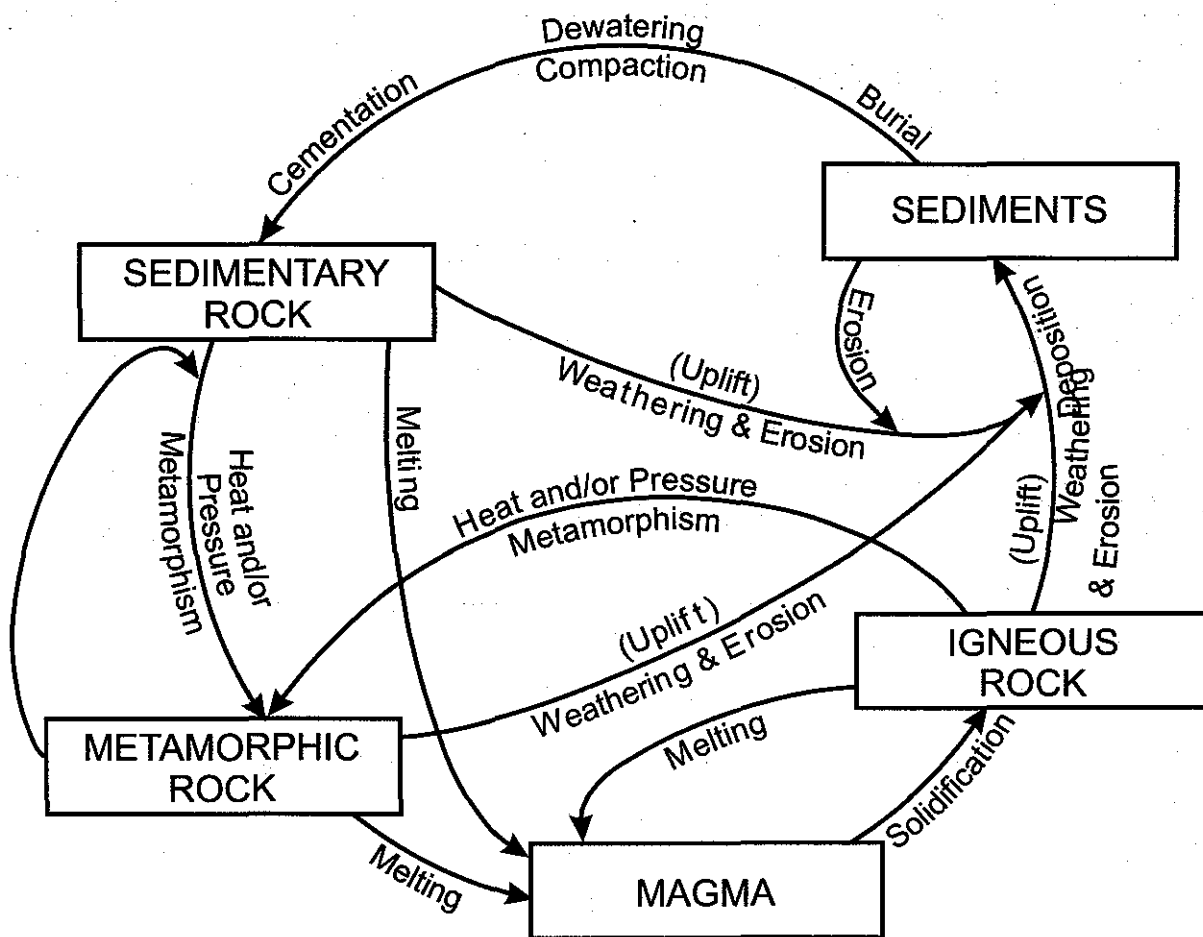 Dewatering
Compaction
Burial
Cementation
SEDIMENTS
SEDIMENTARY
ROCK
Erosion
Deposition
(Uplift)
Weathering & Erosion
Melting
Heat and/or
Pressure
Metamorphism
Heat and/or Pressure
Metamorphism
(Uplift)
Weathering
& Erosion
(Uplift)
Weathering & Erosion
IGNEOUS
ROCK
METAMORPHIC
ROCK
Melting
Solidification
Melting
MAGMA